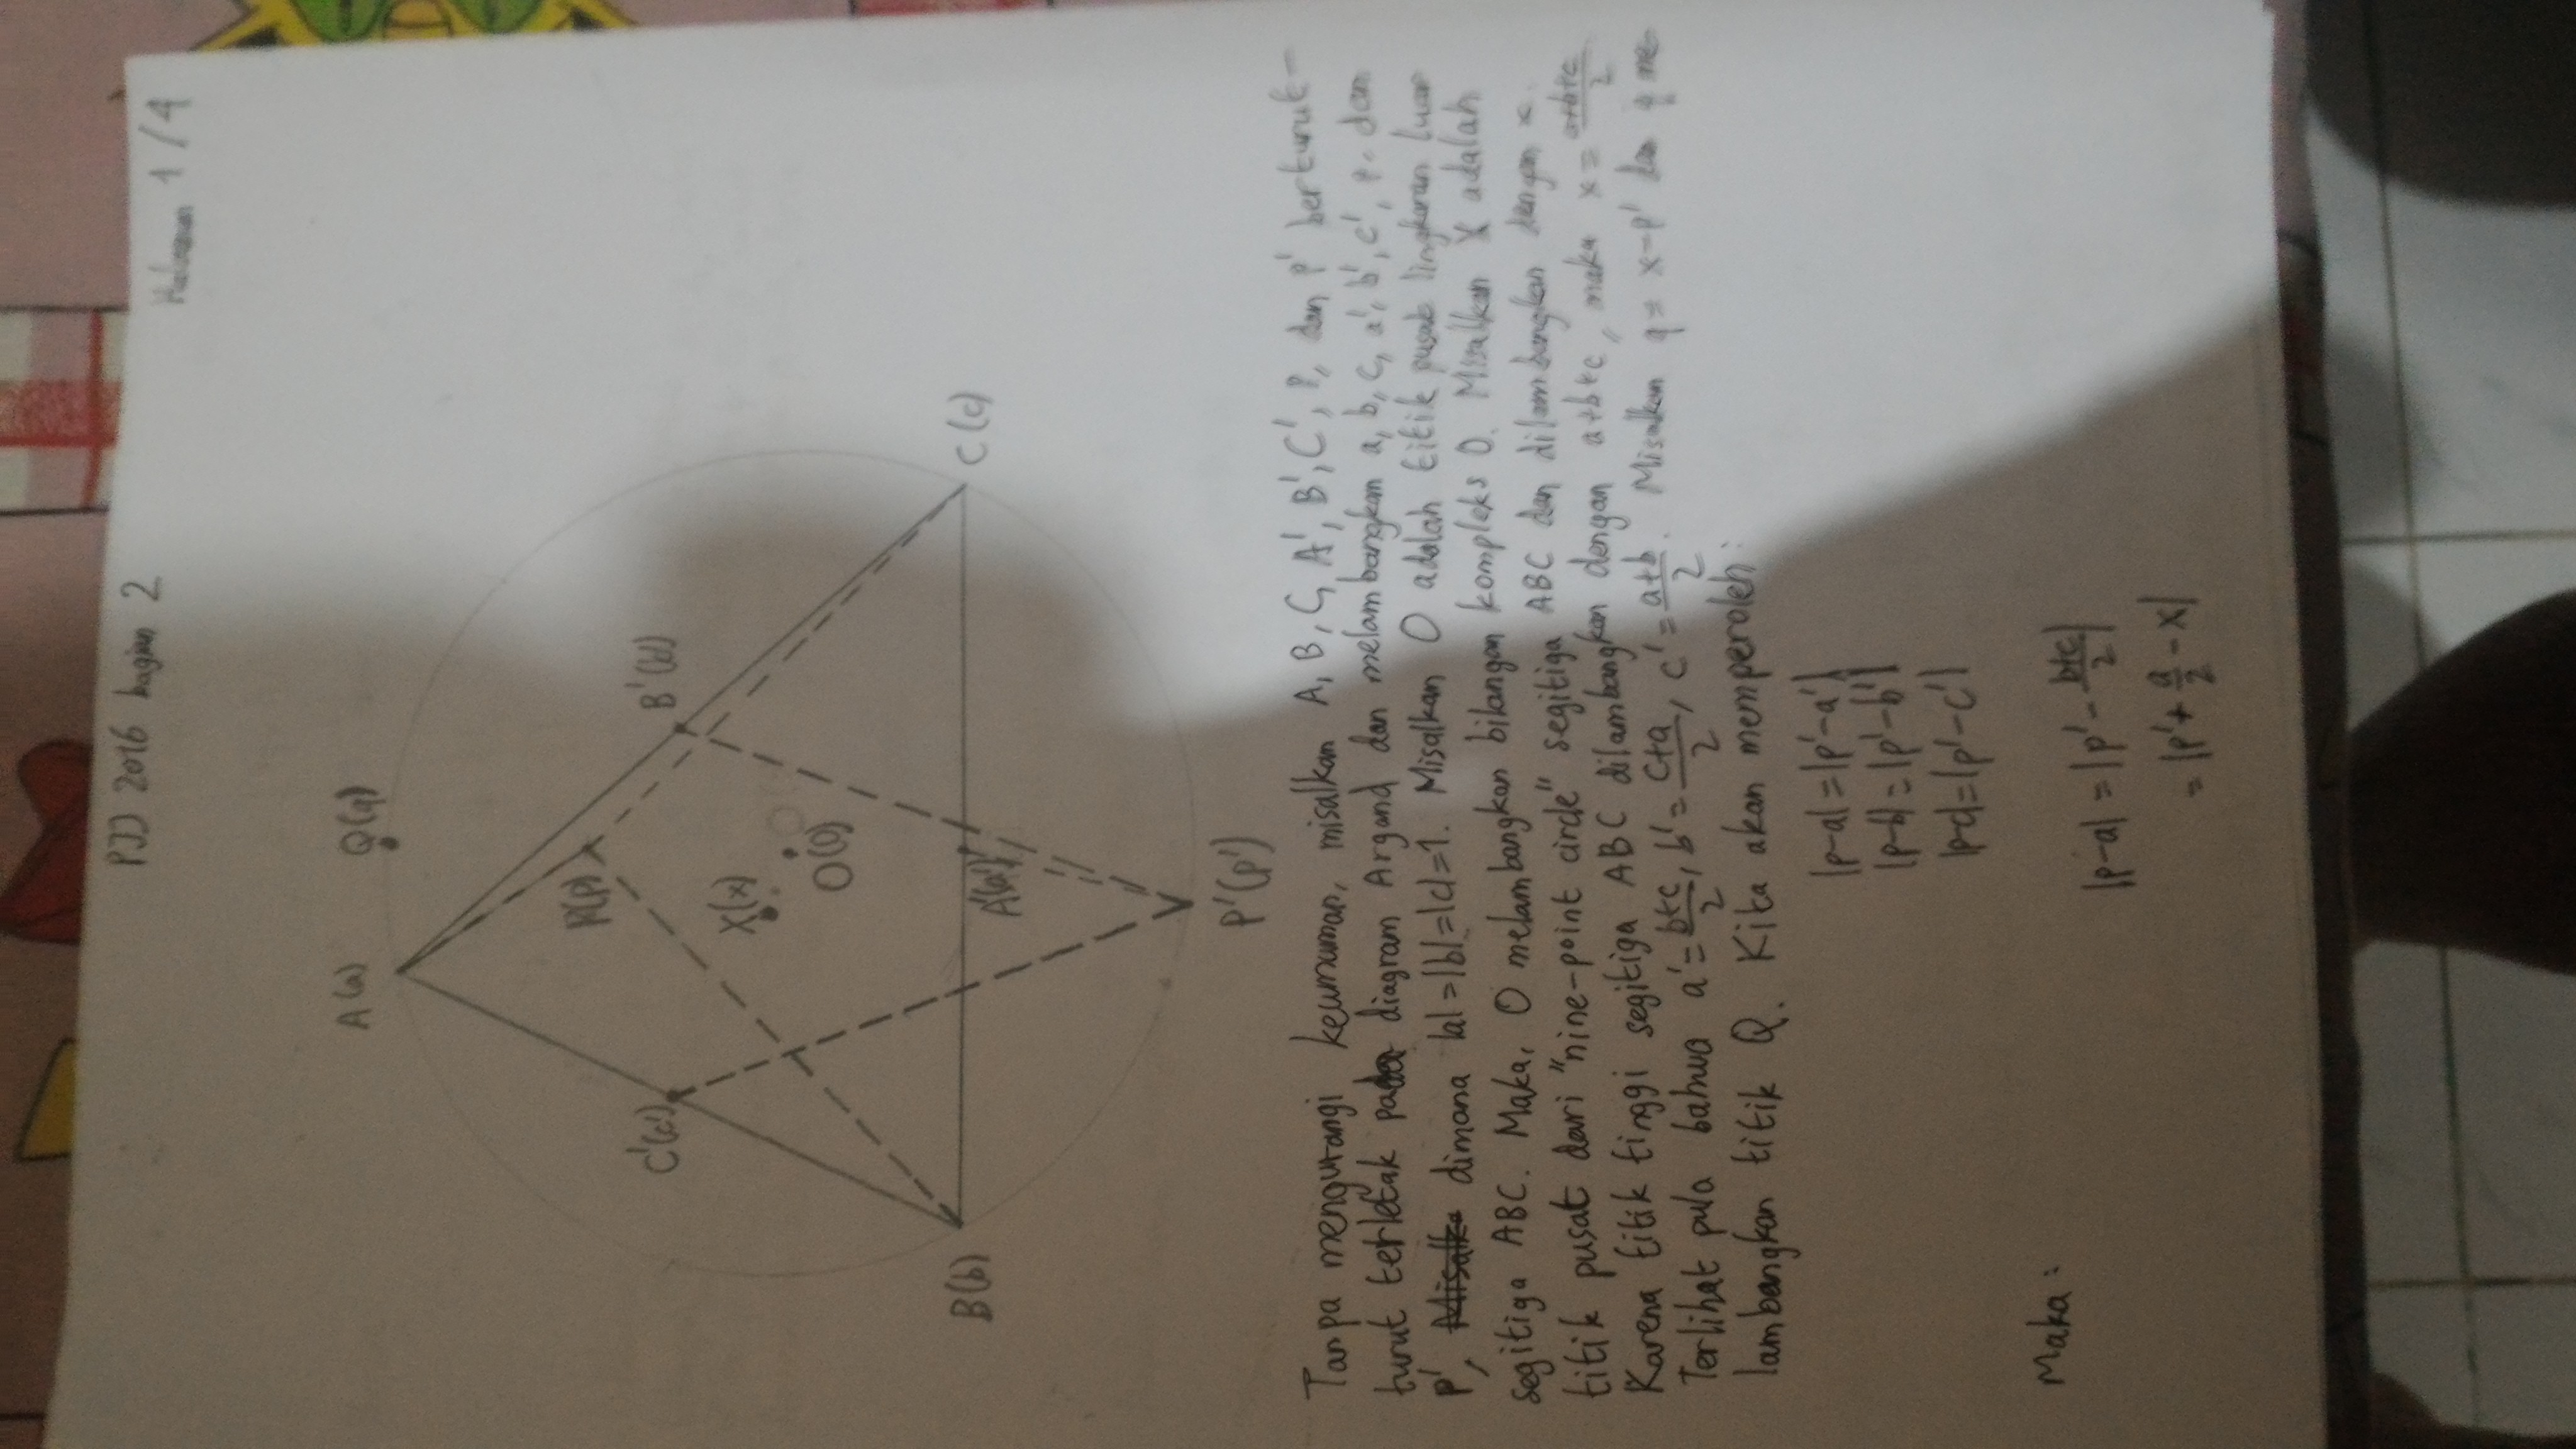 PJJ 2016 bagian 2
Halaman 1/4
A(a)
Q(q)
P(p)
C'(c')
B'(b')
X(x)
O(0)
B(b)
A'(a')
C(c)
P'(p')
Tanpa mengurangi keumuman, misalkan A, B, C, A', B', C', P, dan P' berturut-
turut terletak pada diagram Argand dan melambangkan a, b, c, a', b', c', p, dan
p', Misalka dimana |a|=|b|=|c|=1. Misalkan O adalah titik pusat lingkaran luar
segitiga ABC. Maka, O melambangkan bilangan kompleks 0. Misalkan X adalah
titik pusat dari "nine-point circle" segitiga ABC dan dilambangkan dengan x.
Karena titik tinggi segitiga ABC dilambangkan dengan a+b+c, maka x = \frac{a+b+c}{2}
Terlihat pula bahwa a' = \frac{b+c}{2}, b' = \frac{c+a}{2}, c' = \frac{a+b}{2}. Misalkan q = x-p' dan q me-
lambangkan titik Q. Kita akan memperoleh:
|p-a| = |p'-a'|
|p-b| = |p'-b'|
|p-c| = |p'-c'|
Maka:
|p-a| = |p' - \frac{b+c}{2}|
= |p' + \frac{a}{2} - x|